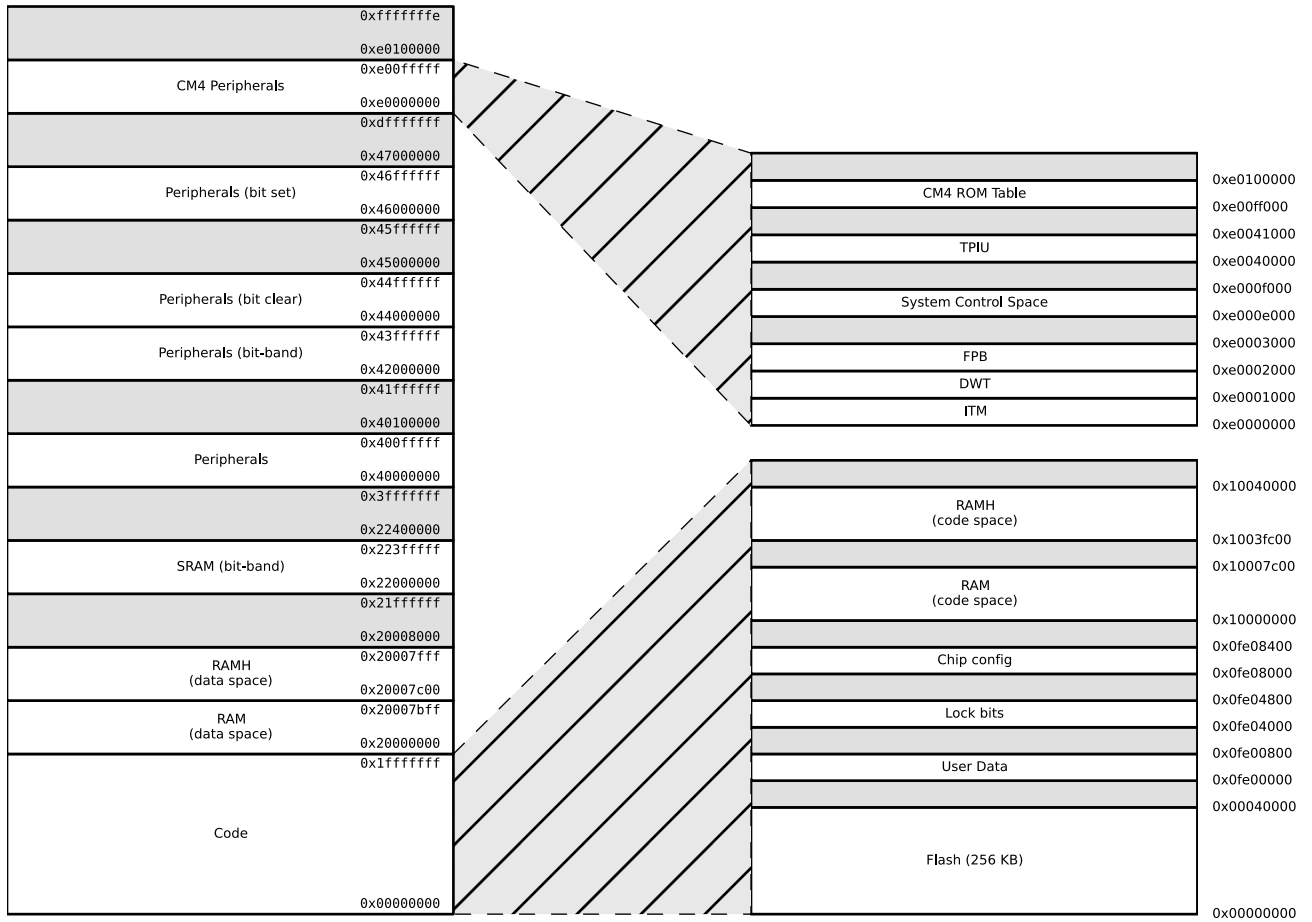 0xfffffffe
0xe0100000
0xe00fffff
CM4 Peripherals
0xe0000000
0xdfffffff
0x47000000
0x46ffffff
Peripherals (bit set)
0x46000000
0x45ffffff
0x45000000
0x44ffffff
Peripherals (bit clear)
0x44000000
0x43ffffff
Peripherals (bit-band)
0x42000000
0x41ffffff
0x40100000
0x400fffff
Peripherals
0x40000000
0x3fffffff
0x22400000
0x223fffff
SRAM (bit-band)
0x22000000
0x21ffffff
0x20008000
0x20007fff
RAMH
(data space)
0x20007c00
0x20007bff
RAM
(data space)
0x20000000
0x1fffffff
Code
0x00000000
0xe0100000
CM4 ROM Table
0xe00ff000
0xe0041000
TPIU
0xe0040000
0xe000f000
System Control Space
0xe000e000
0xe0003000
FPB
0xe0002000
DWT
0xe0001000
ITM
0xe0000000
0x10040000
RAMH
(code space)
0x1003fc00
0x10007c00
RAM
(code space)
0x10000000
0x0fe08400
Chip config
0x0fe08000
0x0fe04800
Lock bits
0x0fe04000
0x0fe00800
User Data
0x0fe00000
0x00040000
Flash (256 KB)
0x00000000